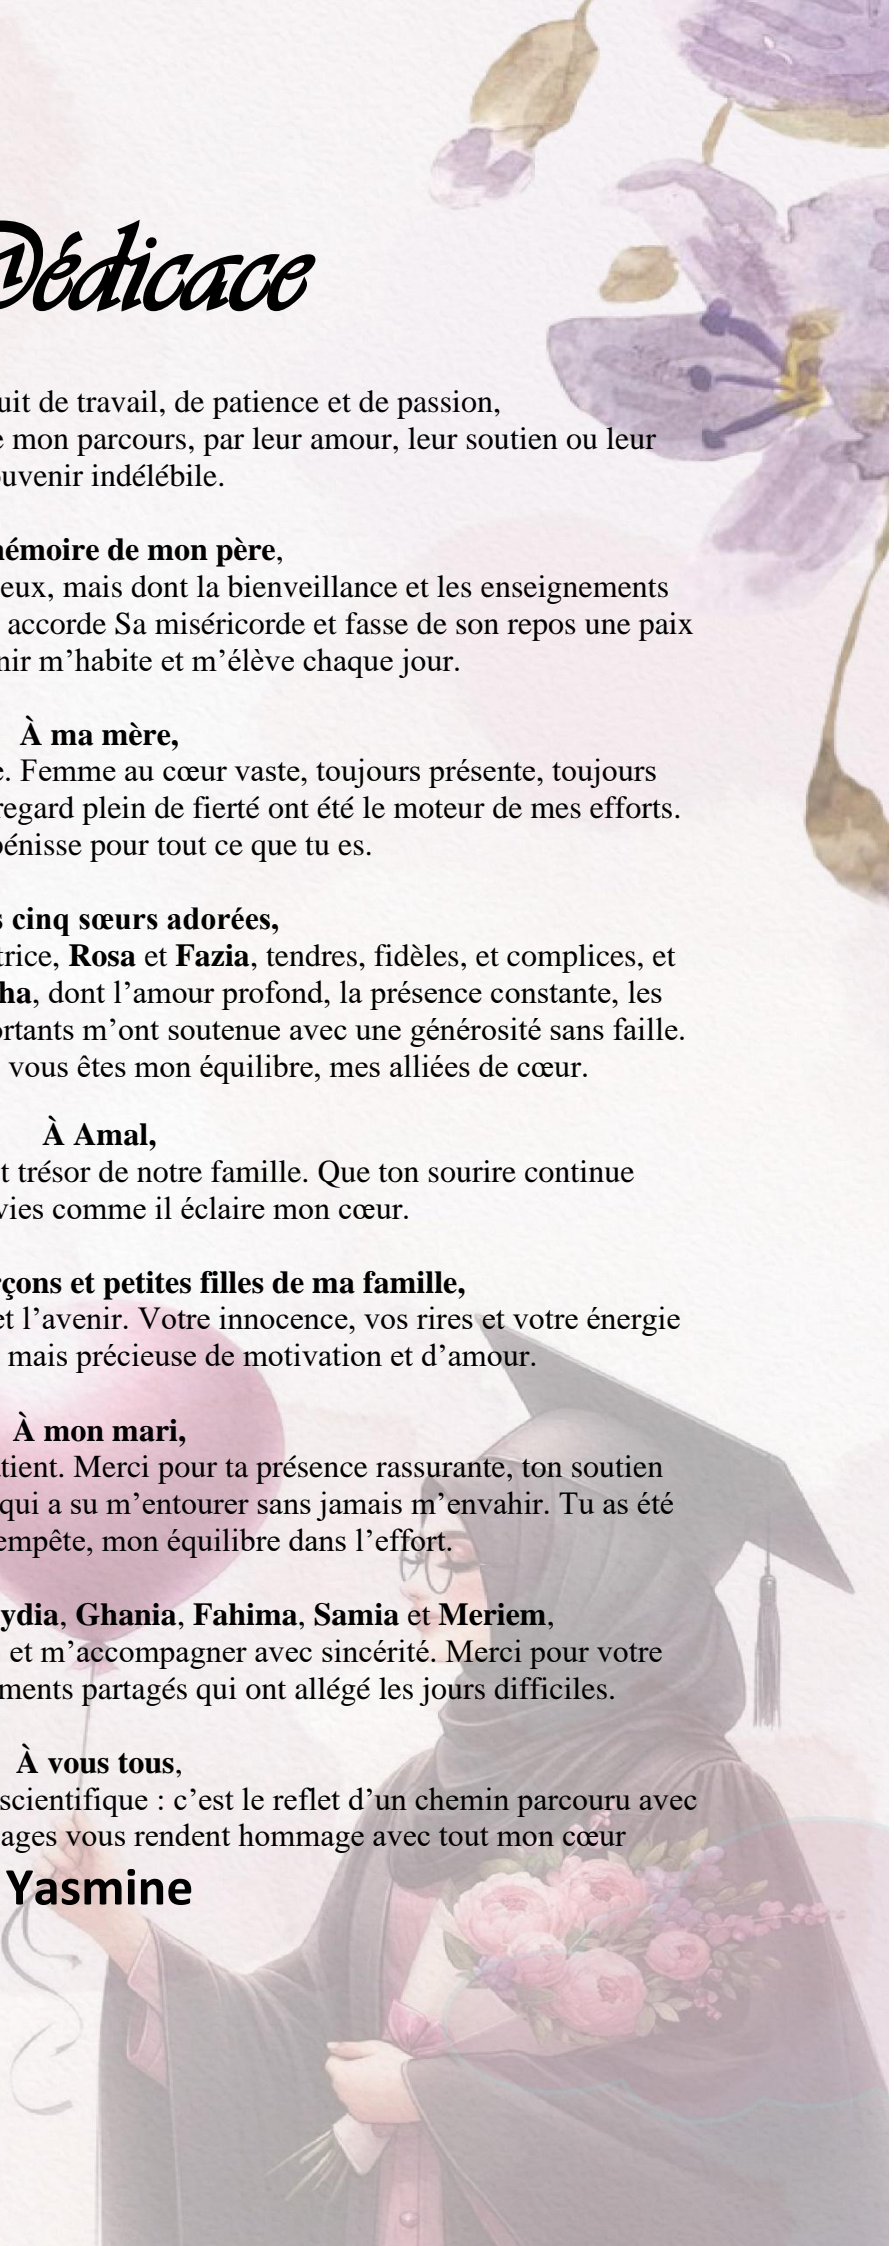 Dédicace
uit de travail, de patience et de passion,
e mon parcours, par leur amour, leur soutien ou leur
ouvenir indélébile.
émoire de mon père,
eux, mais dont la bienveillance et les enseignements
accorde Sa miséricorde et fasse de son repos une paix
nir m’habite et m’élève chaque jour.
À ma mère,
e. Femme au cœur vaste, toujours présente, toujours
regard plein de fierté ont été le moteur de mes efforts.
bénisse pour tout ce que tu es.
s cinq sœurs adorées,
trice, Rosa et Fazia, tendres, fidèles, et complices, et
ha, dont l’amour profond, la présence constante, les
ortants m’ont soutenue avec une générosité sans faille.
vous êtes mon équilibre, mes alliées de cœur.
À Amal,
t trésor de notre famille. Que ton sourire continue
vies comme il éclaire mon cœur.
rçons et petites filles de ma famille,
et l’avenir. Votre innocence, vos rires et votre énergie
mais précieuse de motivation et d’amour.
À mon mari,
tient. Merci pour ta présence rassurante, ton soutien
qui a su m’entourer sans jamais m’envahir. Tu as été
empête, mon équilibre dans l’effort.
ydia, Ghania, Fahima, Samia et Meriem,
et m’accompagner avec sincérité. Merci pour votre
ments partagés qui ont allégé les jours difficiles.
À vous tous,
scientifique : c’est le reflet d’un chemin parcouru avec
ages vous rendent hommage avec tout mon cœur
Yasmine